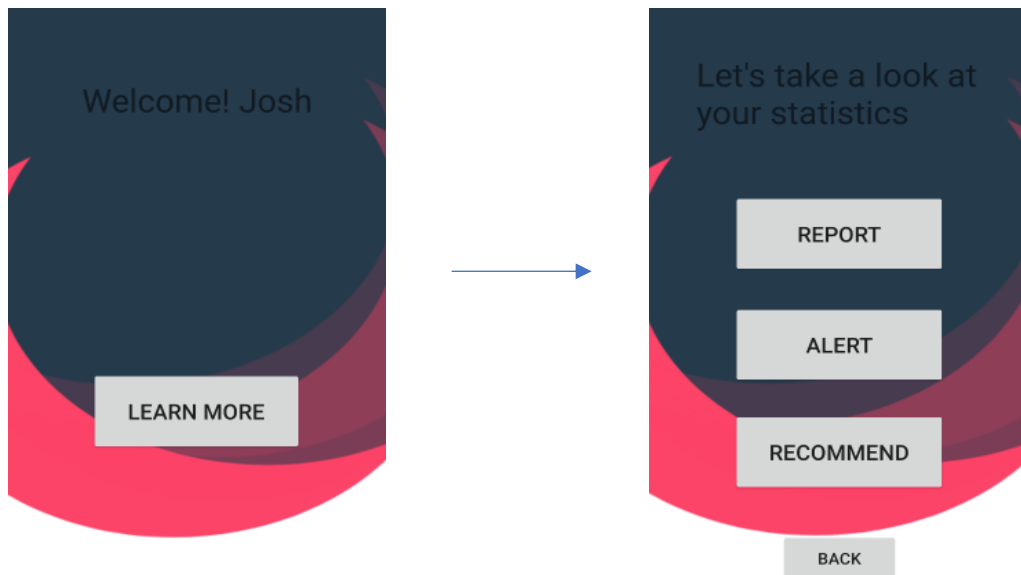 Welcome! Josh
LEARN MORE
Let's take a look at
your statistics
REPORT
ALERT
RECOMMEND
BACK